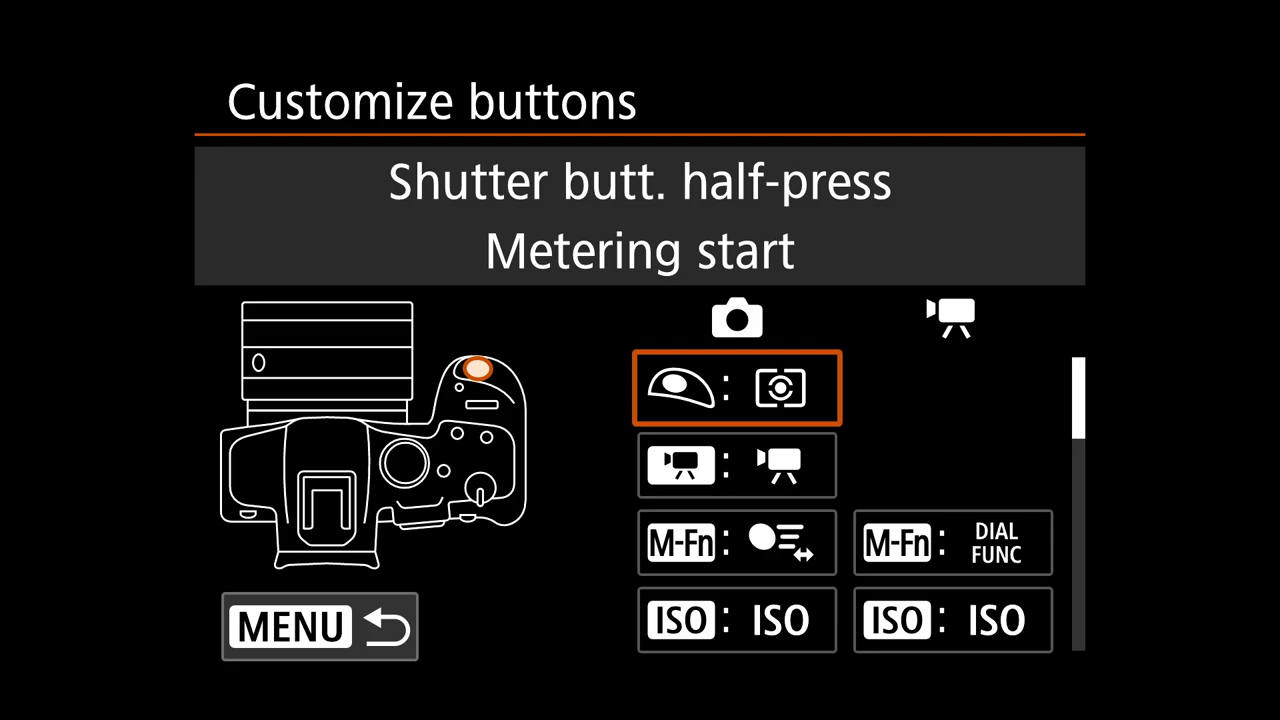 Customize buttons
Shutter butt. half-press
Metering start
:
:
M-Fn : M-Fn : DIAL FUNC
ISO : ISO ISO : ISO
MENU